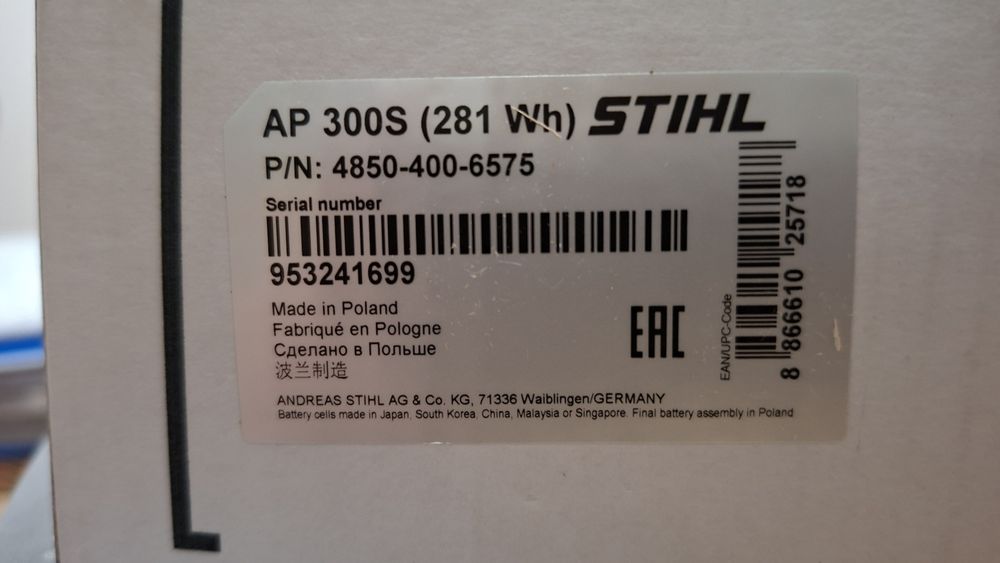 AP 300S (281 Wh) STIHL
P/N: 4850-400-6575
Serial number
953241699
Made in Poland
Fabriqué en Pologne
Сделано в Польше
波兰制造
EAC
EAN/UPC-Code
8 866610 25718
ANDREAS STIHL AG & Co. KG, 71336 Waiblingen/GERMANY
Battery cells made in Japan, South Korea, China, Malaysia or Singapore. Final battery assembly in Poland